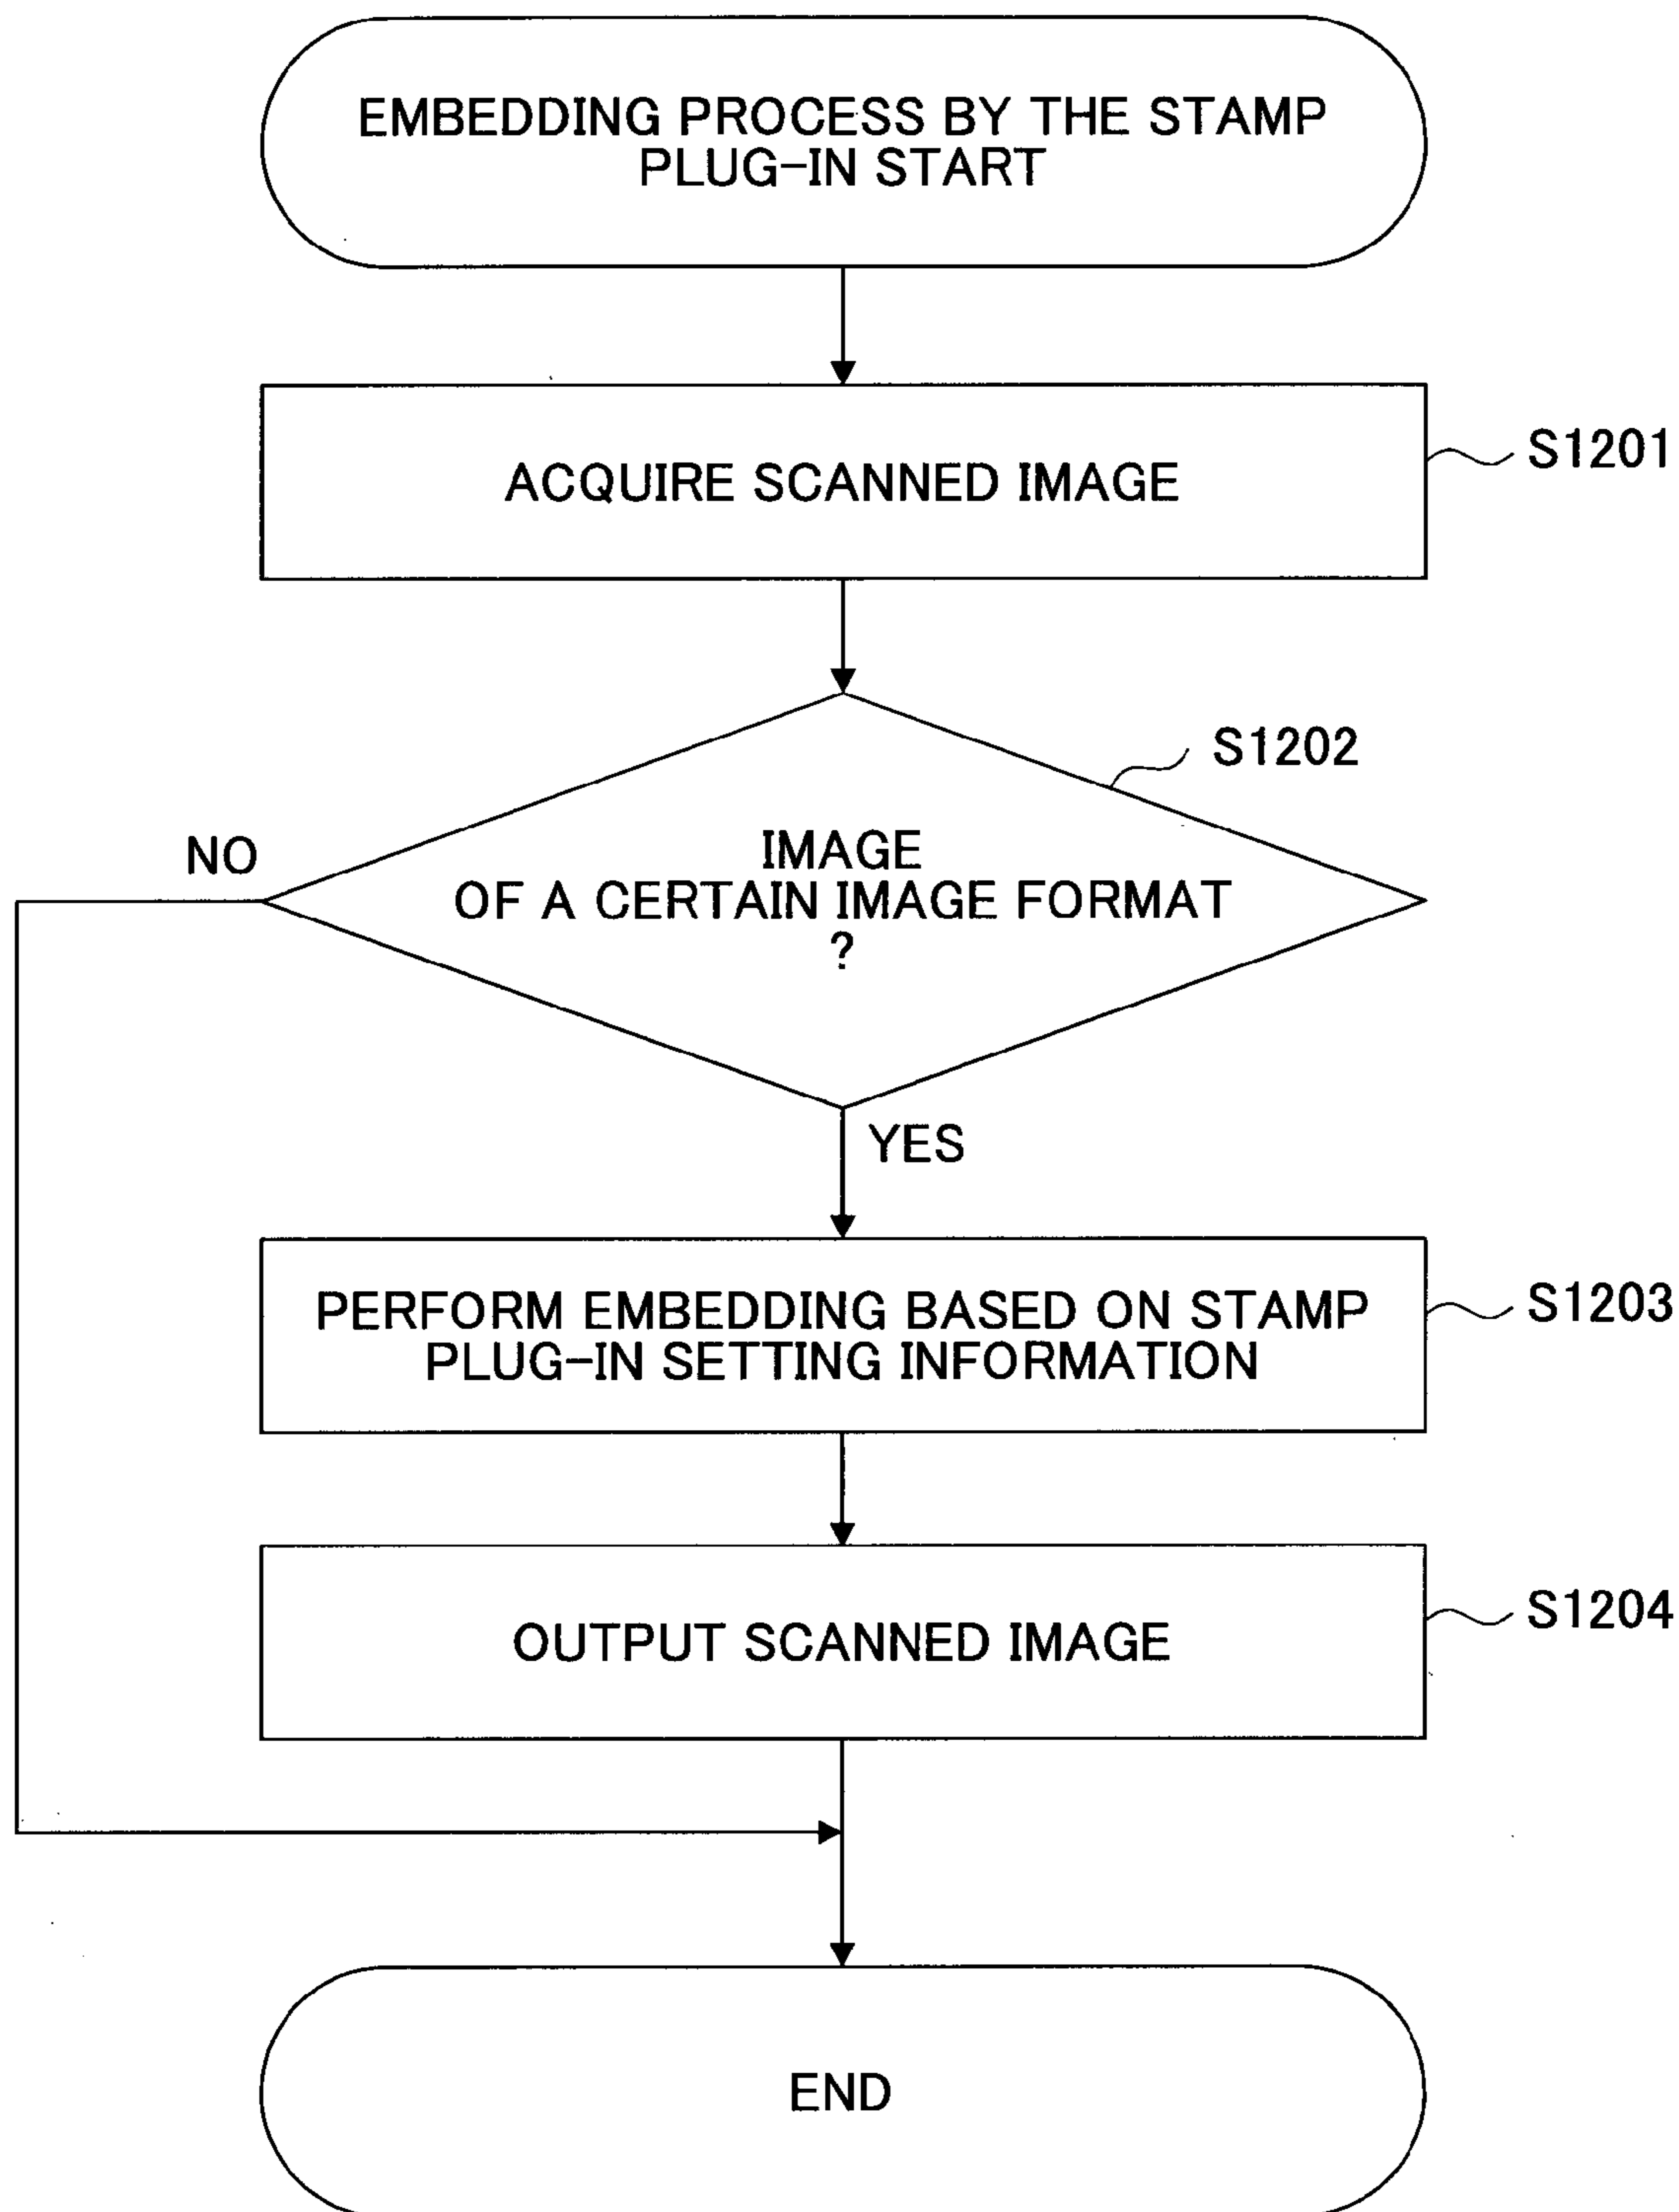 EMBEDDING PROCESS BY THE STAMP
PLUG-IN START
ACQUIRE SCANNED IMAGE
S1201
S1202
IMAGE
OF A CERTAIN IMAGE FORMAT
?
NO
YES
PERFORM EMBEDDING BASED ON STAMP
PLUG-IN SETTING INFORMATION
S1203
OUTPUT SCANNED IMAGE
S1204
END